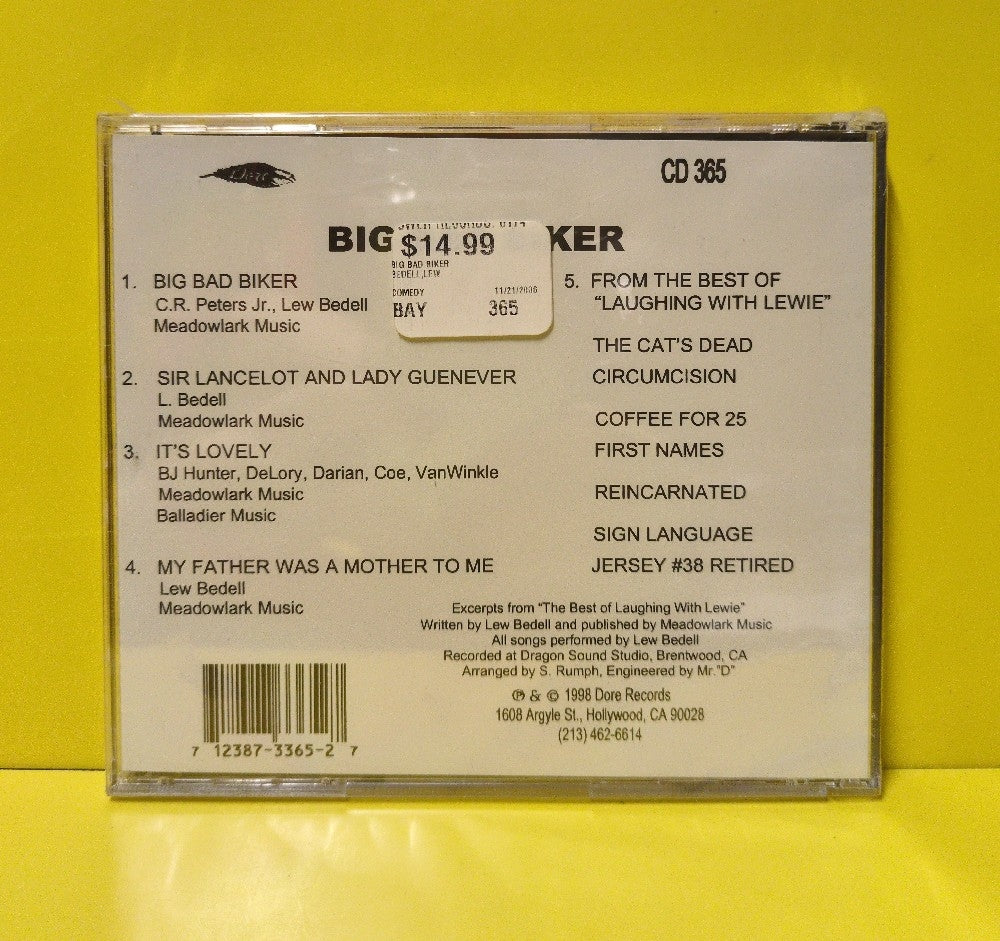 Dore
CD 365
BIG KER
$14.99
BIG BAD BIKER
BEDELL,LEW
COMEDY 11/21/2006
BAY 365
1. BIG BAD BIKER
C.R. Peters Jr., Lew Bedell
Meadowlark Music
2. SIR LANCELOT AND LADY GUENEVER
L. Bedell
Meadowlark Music
3. IT'S LOVELY
BJ Hunter, DeLory, Darian, Coe, VanWinkle
Meadowlark Music
Balladier Music
4. MY FATHER WAS A MOTHER TO ME
Lew Bedell
Meadowlark Music
5. FROM THE BEST OF
"LAUGHING WITH LEWIE"
THE CAT'S DEAD
CIRCUMCISION
COFFEE FOR 25
FIRST NAMES
REINCARNATED
SIGN LANGUAGE
JERSEY #38 RETIRED
Excerpts from "The Best of Laughing With Lewie"
Written by Lew Bedell and published by Meadowlark Music
All songs performed by Lew Bedell
Recorded at Dragon Sound Studio, Brentwood, CA
Arranged by S. Rumph, Engineered by Mr."D"
℗ & © 1998 Dore Records
1608 Argyle St., Hollywood, CA 90028
(213) 462-6614
7 12387-3365-2 7